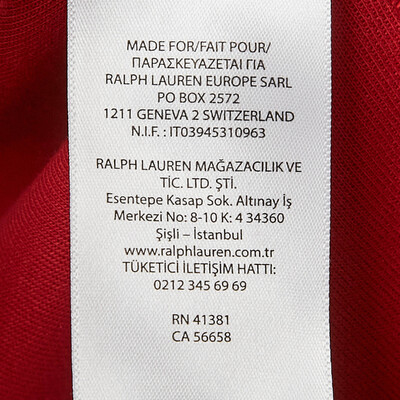 MADE FOR/FAIT POUR/
ΠΑΡΑΣΚΕΥΑΖΕΤΑΙ ΓΙΑ
RALPH LAUREN EUROPE SARL
PO BOX 2572
1211 GENEVA 2 SWITZERLAND
N.I.F. : IT03945310963
RALPH LAUREN MAĞAZACILIK VE
TİC. LTD. ŞTİ.
Esentepe Kasap Sok. Altınay İş
Merkezi No: 8-10 K: 4 34360
Şişli – İstanbul
www.ralphlauren.com.tr
TÜKETİCİ İLETİŞİM HATTI:
0212 345 69 69
RN 41381
CA 56658